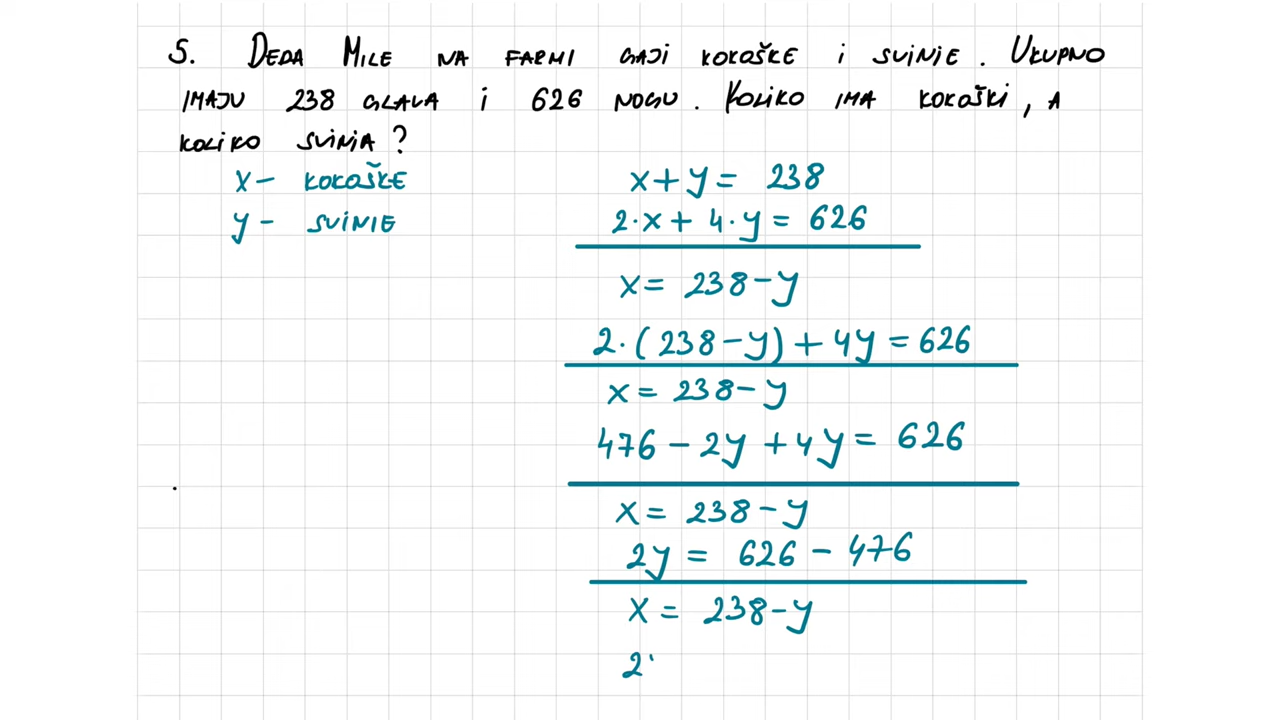 5. DEDA MILE NA FARMI GAJI KOKOŠKE i SVINJE. UKUPNO
IMAJU 238 GLAVA i 626 NOGU. KOLIKO IMA KOKOŠKI, A
KOLIKO SVINJA?
x - KOKOŠKE
y - SVINJE
x + y = 238
2·x + 4·y = 626
x = 238 - y
2·(238 - y) + 4y = 626
x = 238 - y
476 - 2y + 4y = 626
x = 238 - y
2y = 626 - 476
x = 238 - y
2